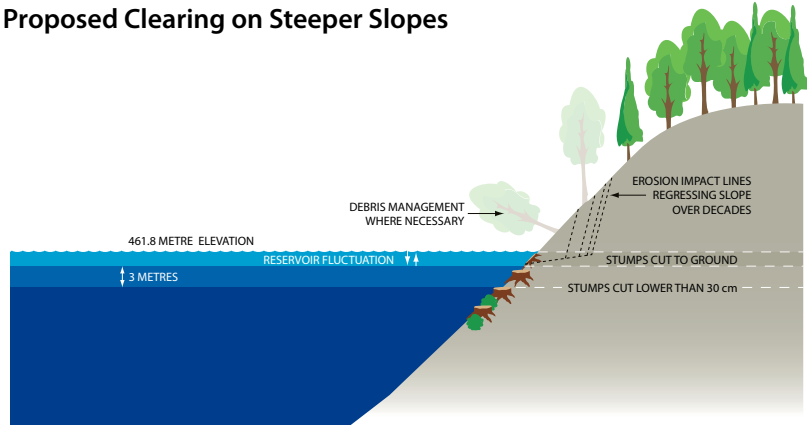 Proposed Clearing on Steeper Slopes
EROSION IMPACT LINES
REGRESSING SLOPE
OVER DECADES
DEBRIS MANAGEMENT
WHERE NECESSARY
461.8 METRE ELEVATION
RESERVOIR FLUCTUATION
STUMPS CUT TO GROUND
3 METRES
STUMPS CUT LOWER THAN 30 cm